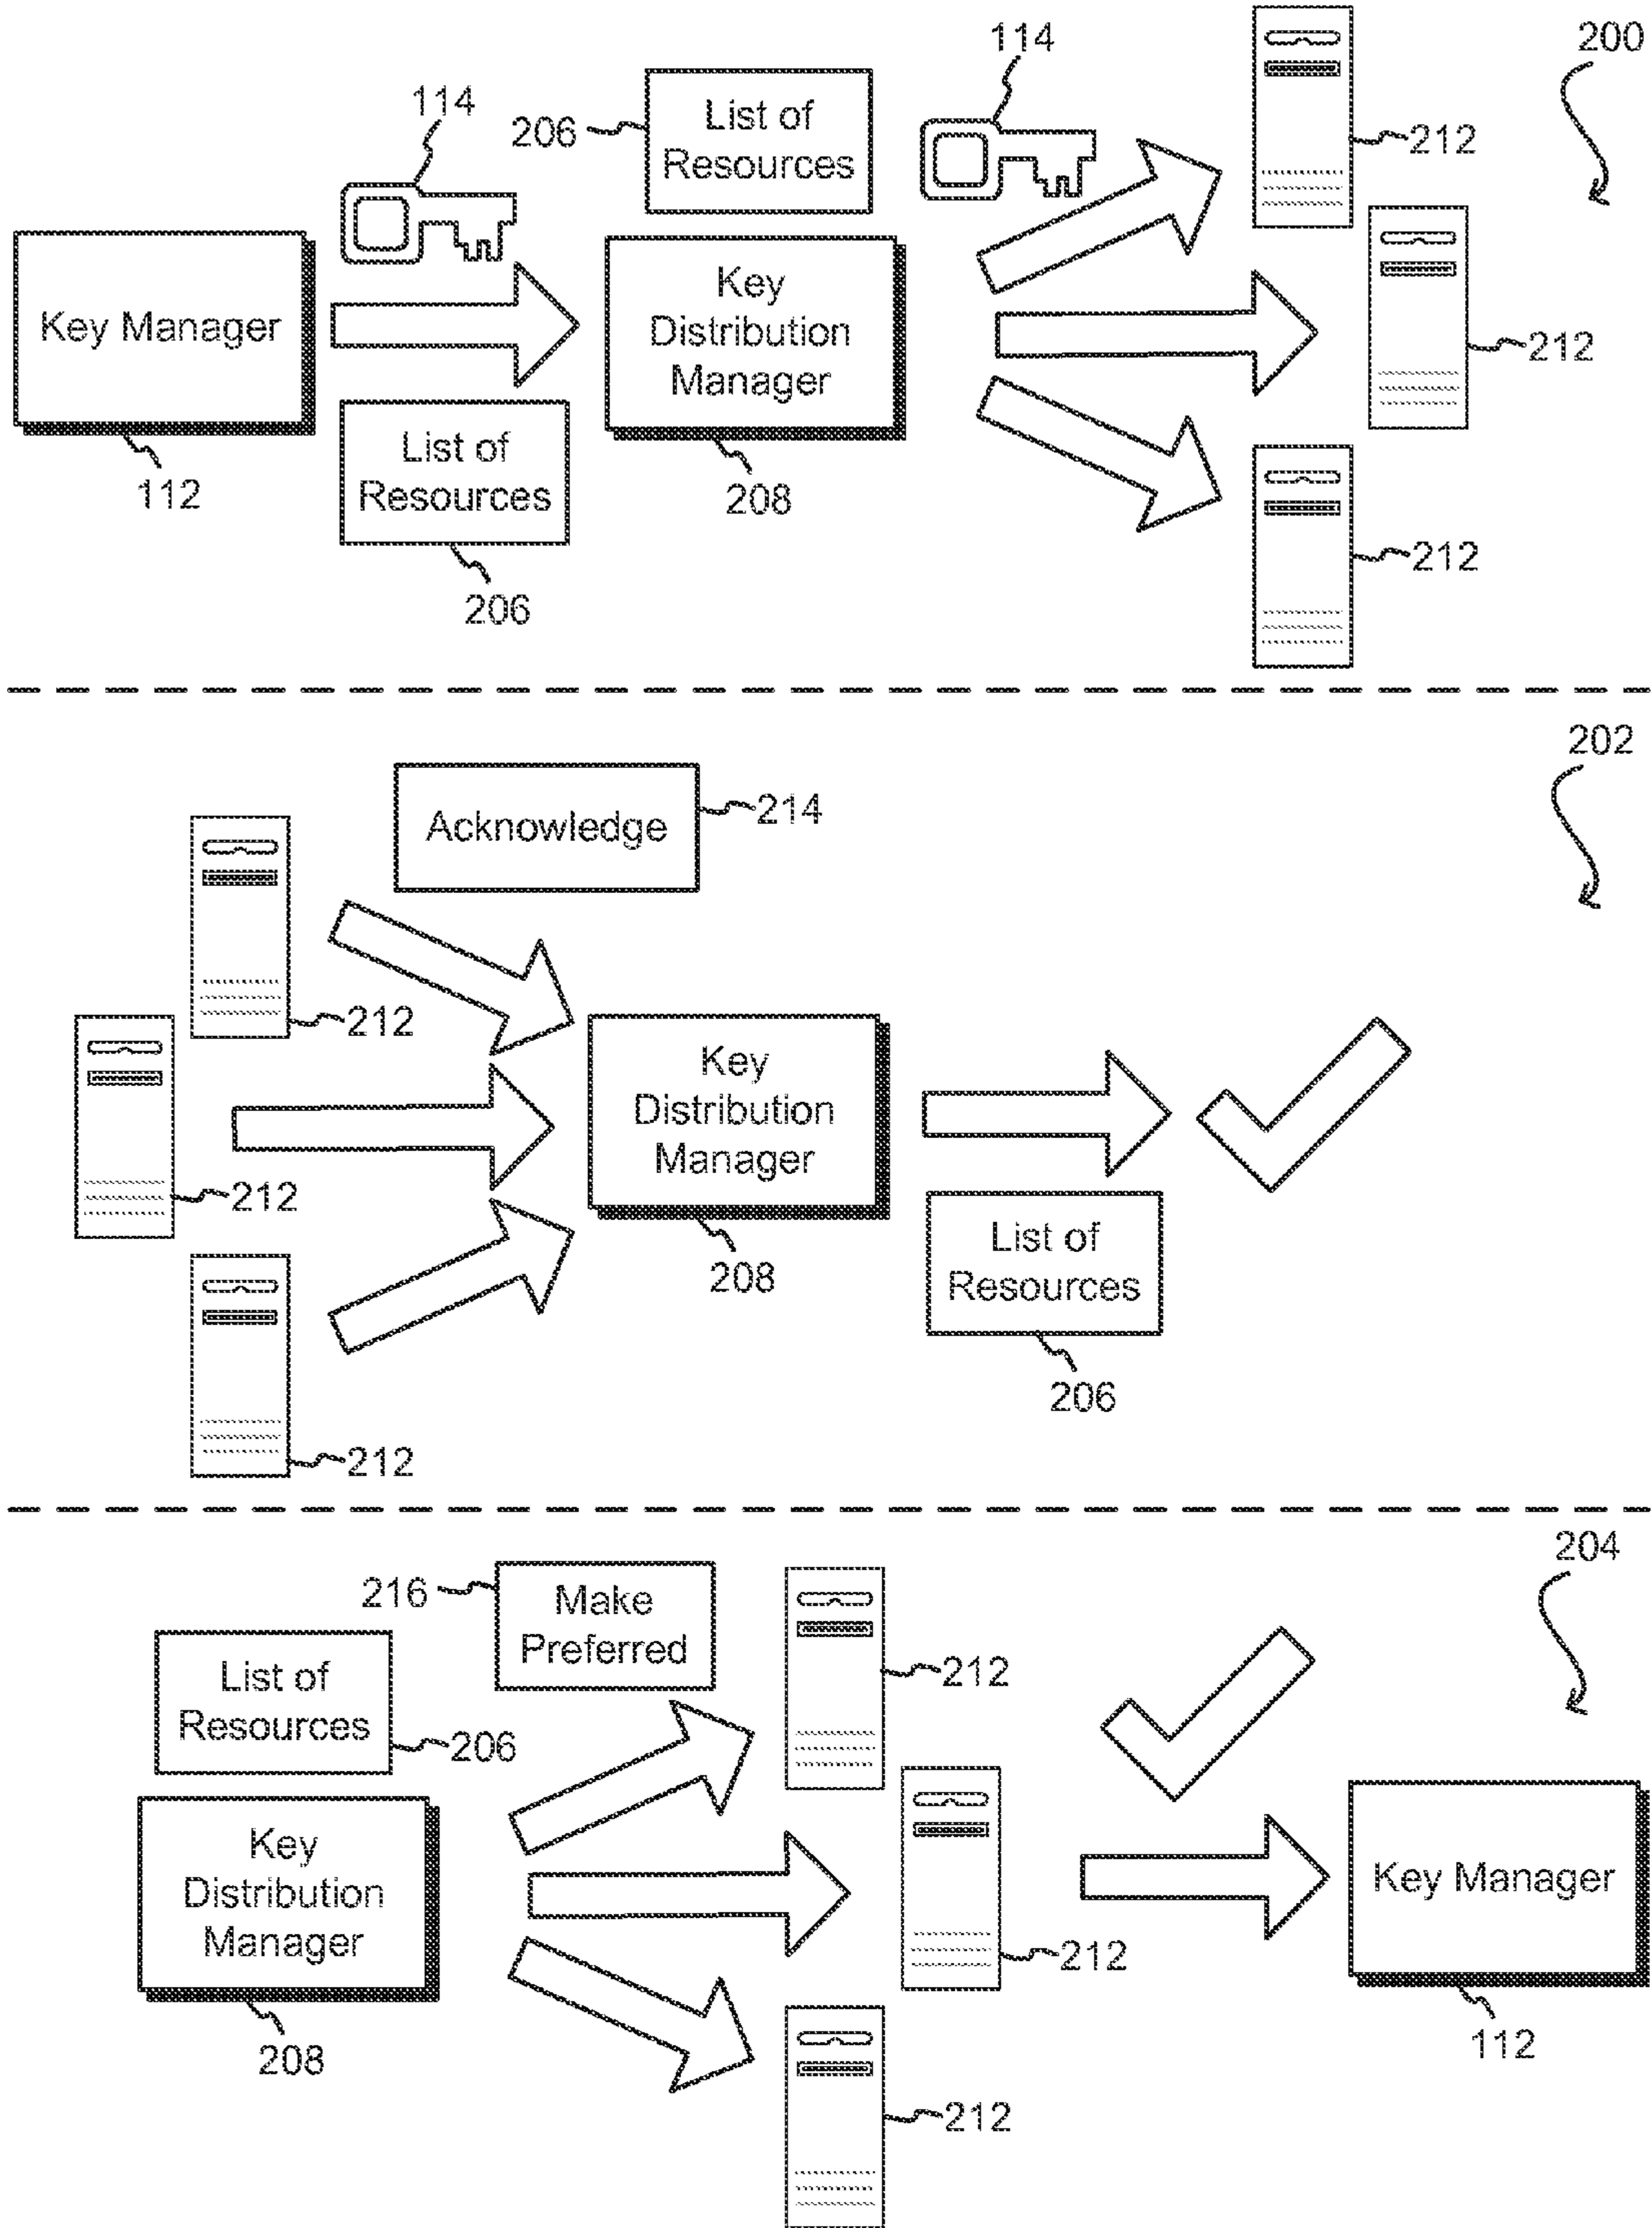 114
200
114
List of
Resources
206
212
Key Manager
Key
Distribution
Manager
212
List of
Resources
112
208
212
206
202
Acknowledge
214
212
Key
Distribution
Manager
212
List of
Resources
208
206
212
204
216
Make
Preferred
List of
Resources
206
212
Key
Distribution
Manager
Key Manager
212
208
112
212